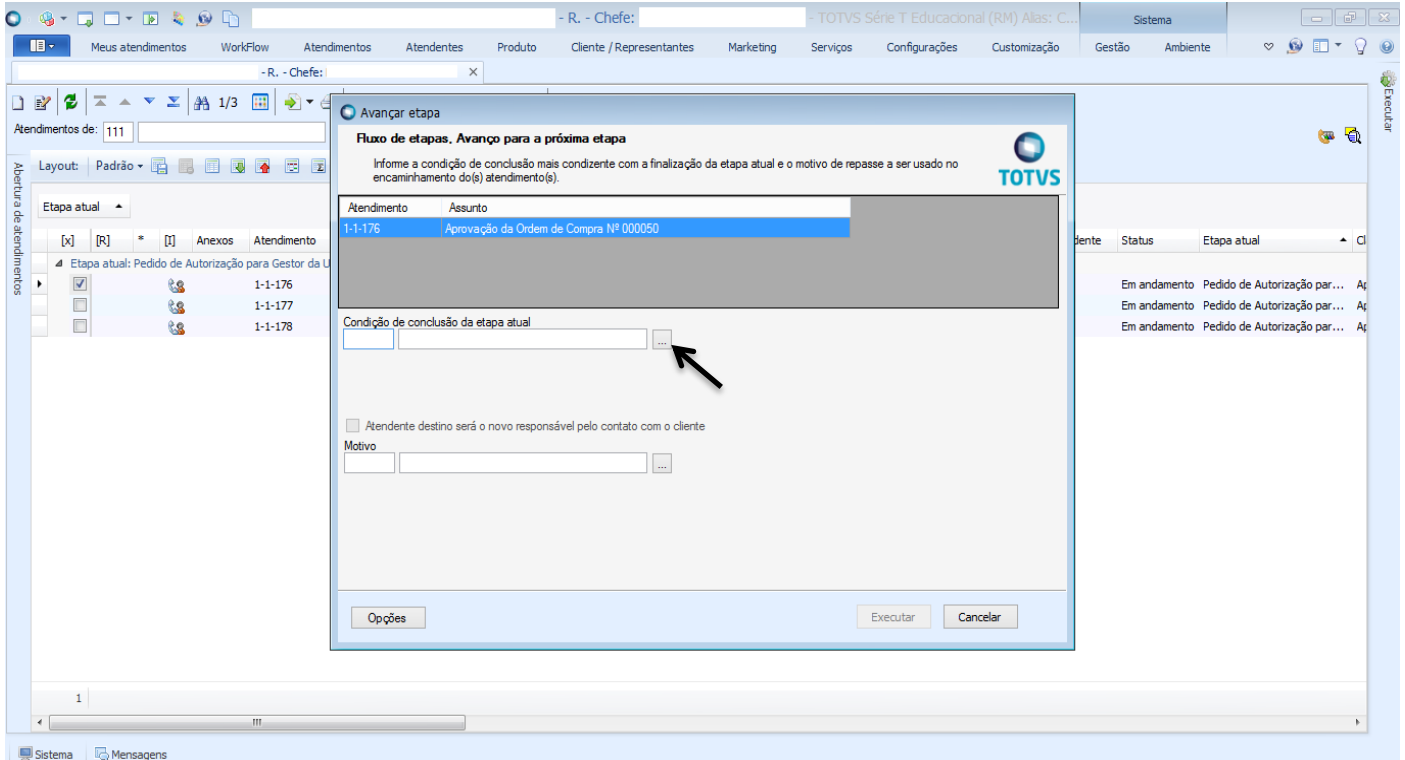 - R. - Chefe: - TOTVS Série T Educacional (RM) Alias: C... Sistema
Meus atendimentos WorkFlow Atendimentos Atendentes Produto Cliente / Representantes Marketing Serviços Configurações Customização Gestão Ambiente
- R. - Chefe:
1/3
Executar
Atendimentos de: 111
Abertura de atendimentos
Layout: Padrão
Etapa atual
[x] [R] * [I] Anexos Atendimento dente Status Etapa atual Cl
Etapa atual: Pedido de Autorização para Gestor da U
1-1-176 Em andamento Pedido de Autorização par... Ap
1-1-177 Em andamento Pedido de Autorização par... Ap
1-1-178 Em andamento Pedido de Autorização par... Ap
Avançar etapa
Fluxo de etapas, Avanço para a próxima etapa
Informe a condição de conclusão mais condizente com a finalização da etapa atual e o motivo de repasse a ser usado no
encaminhamento do(s) atendimento(s).
TOTVS
Atendimento Assunto
1-1-176 Aprovação da Ordem de Compra Nº 000050
Condição de conclusão da etapa atual
...
Atendente destino será o novo responsável pelo contato com o cliente
Motivo
...
Opções Executar Cancelar
1
Sistema Mensagens